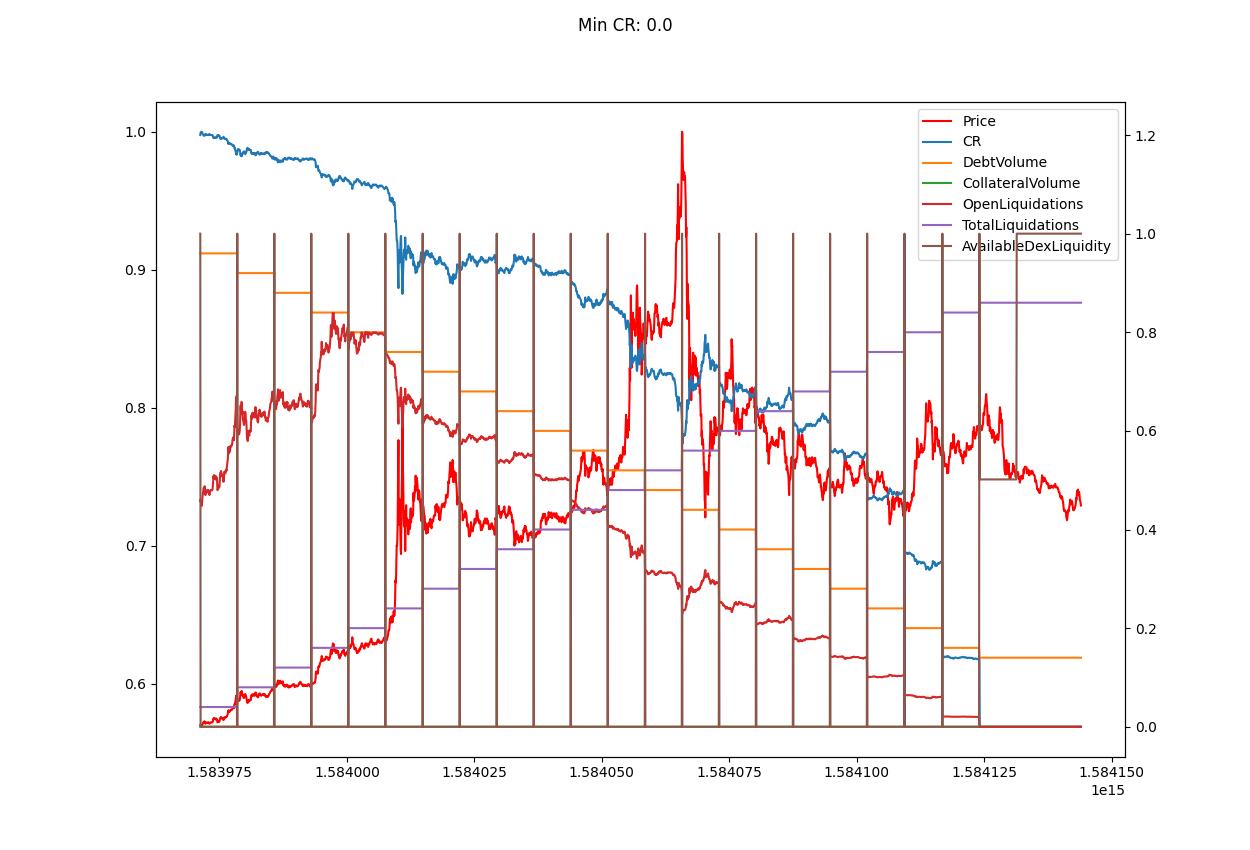 Min CR: 0.0
1.0
0.9
0.8
0.7
0.6
1.2
1.0
0.8
0.6
0.4
0.2
0.0
Price
CR
DebtVolume
CollateralVolume
OpenLiquidations
TotalLiquidations
AvailableDexLiquidity
1.583975 1.584000 1.584025 1.584050 1.584075 1.584100 1.584125 1.584150
1e15